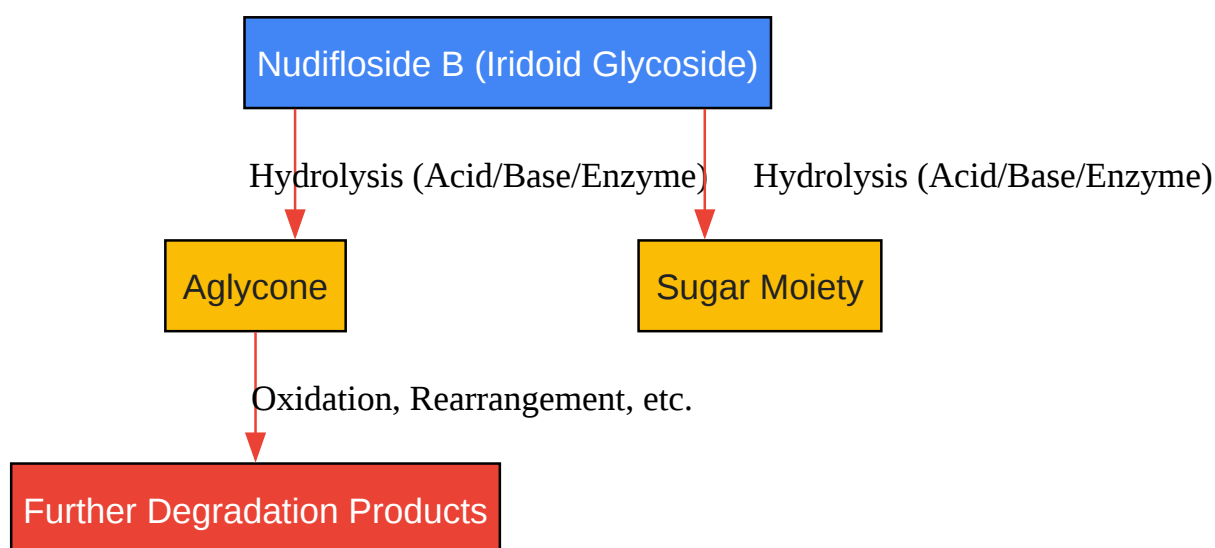 Nudifloside B (Iridoid Glycoside)
Hydrolysis (Acid/Base/Enzyme)
Hydrolysis (Acid/Base/Enzyme)
Aglycone
Sugar Moiety
Oxidation, Rearrangement, etc.
Further Degradation Products